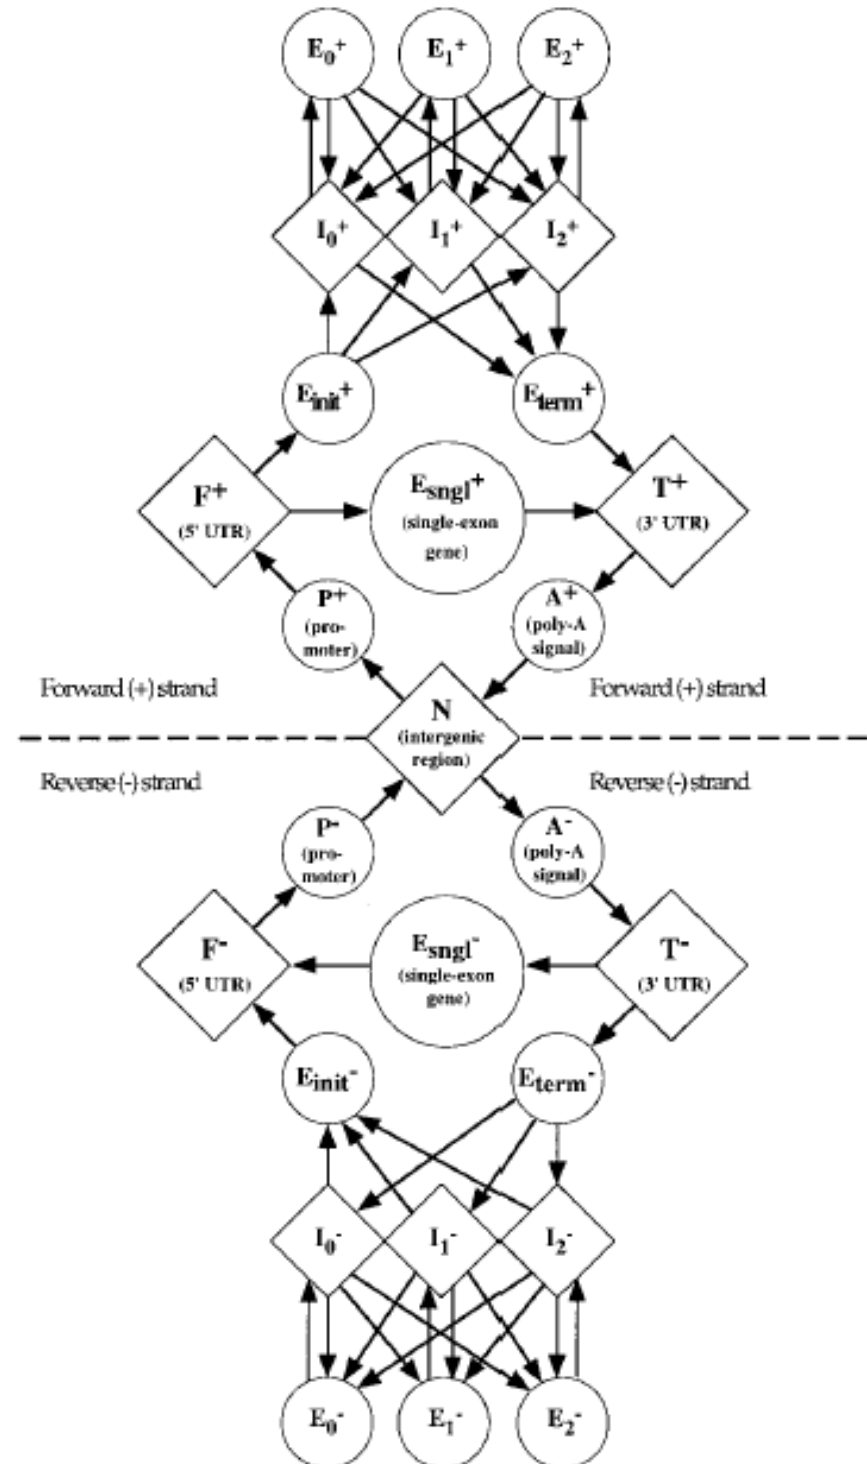 E₀⁺ E₁⁺ E₂⁺
I₀⁺ I₁⁺ I₂⁺
Einit⁺ Eterm⁺
F⁺
(5' UTR)
Esngl⁺
(single-exon
gene)
T⁺
(3' UTR)
P⁺
(pro-
moter)
A⁺
(poly-A
signal)
Forward (+) strand
Forward (+) strand
N
(intergenic
region)
Reverse (-) strand
Reverse (-) strand
P⁻
(pro-
moter)
A⁻
(poly-A
signal)
F⁻
(5' UTR)
Esngl⁻
(single-exon
gene)
T⁻
(3' UTR)
Einit⁻ Eterm⁻
I₀⁻ I₁⁻ I₂⁻
E₀⁻ E₁⁻ E₂⁻